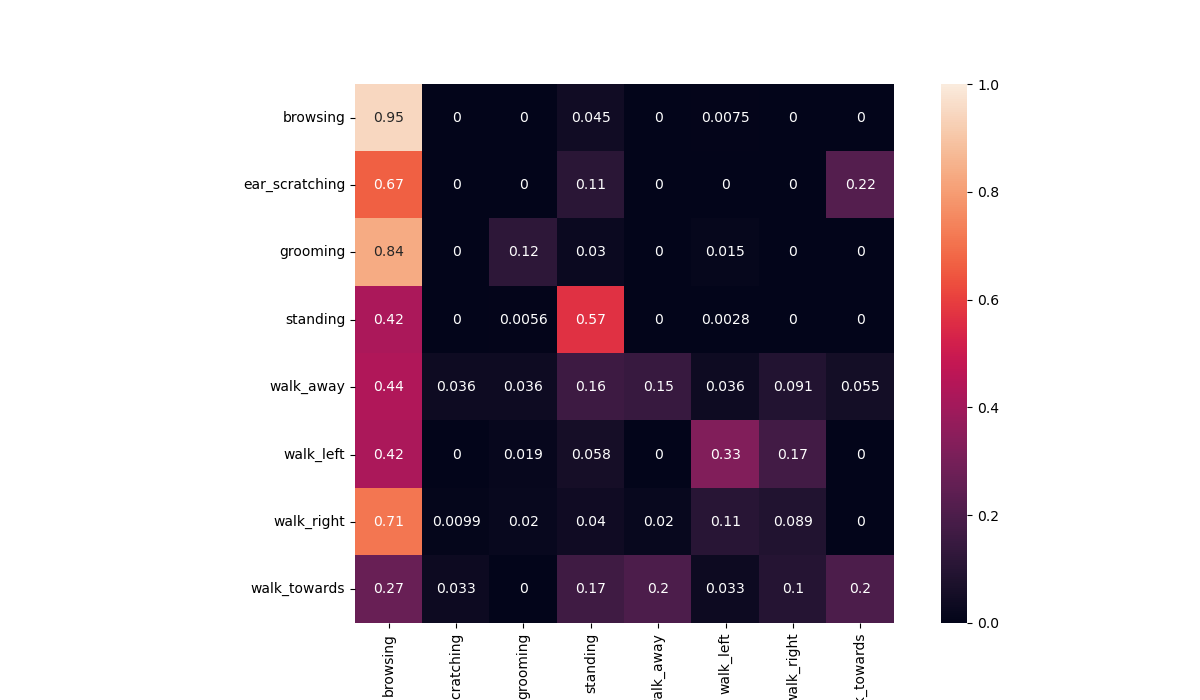 1.0
browsing 0.95 0 0 0.045 0 0.0075 0 0
ear_scratching 0.67 0 0 0.11 0 0 0 0.22
0.8
grooming 0.84 0 0.12 0.03 0 0.015 0 0
0.6
standing 0.42 0 0.0056 0.57 0 0.0028 0 0
walk_away 0.44 0.036 0.036 0.16 0.15 0.036 0.091 0.055
0.4
walk_left 0.42 0 0.019 0.058 0 0.33 0.17 0
0.2
walk_right 0.71 0.0099 0.02 0.04 0.02 0.11 0.089 0
walk_towards 0.27 0.033 0 0.17 0.2 0.033 0.1 0.2
0.0
browsing
cratching
grooming
standing
alk_away
walk_left
walk_right
_towards